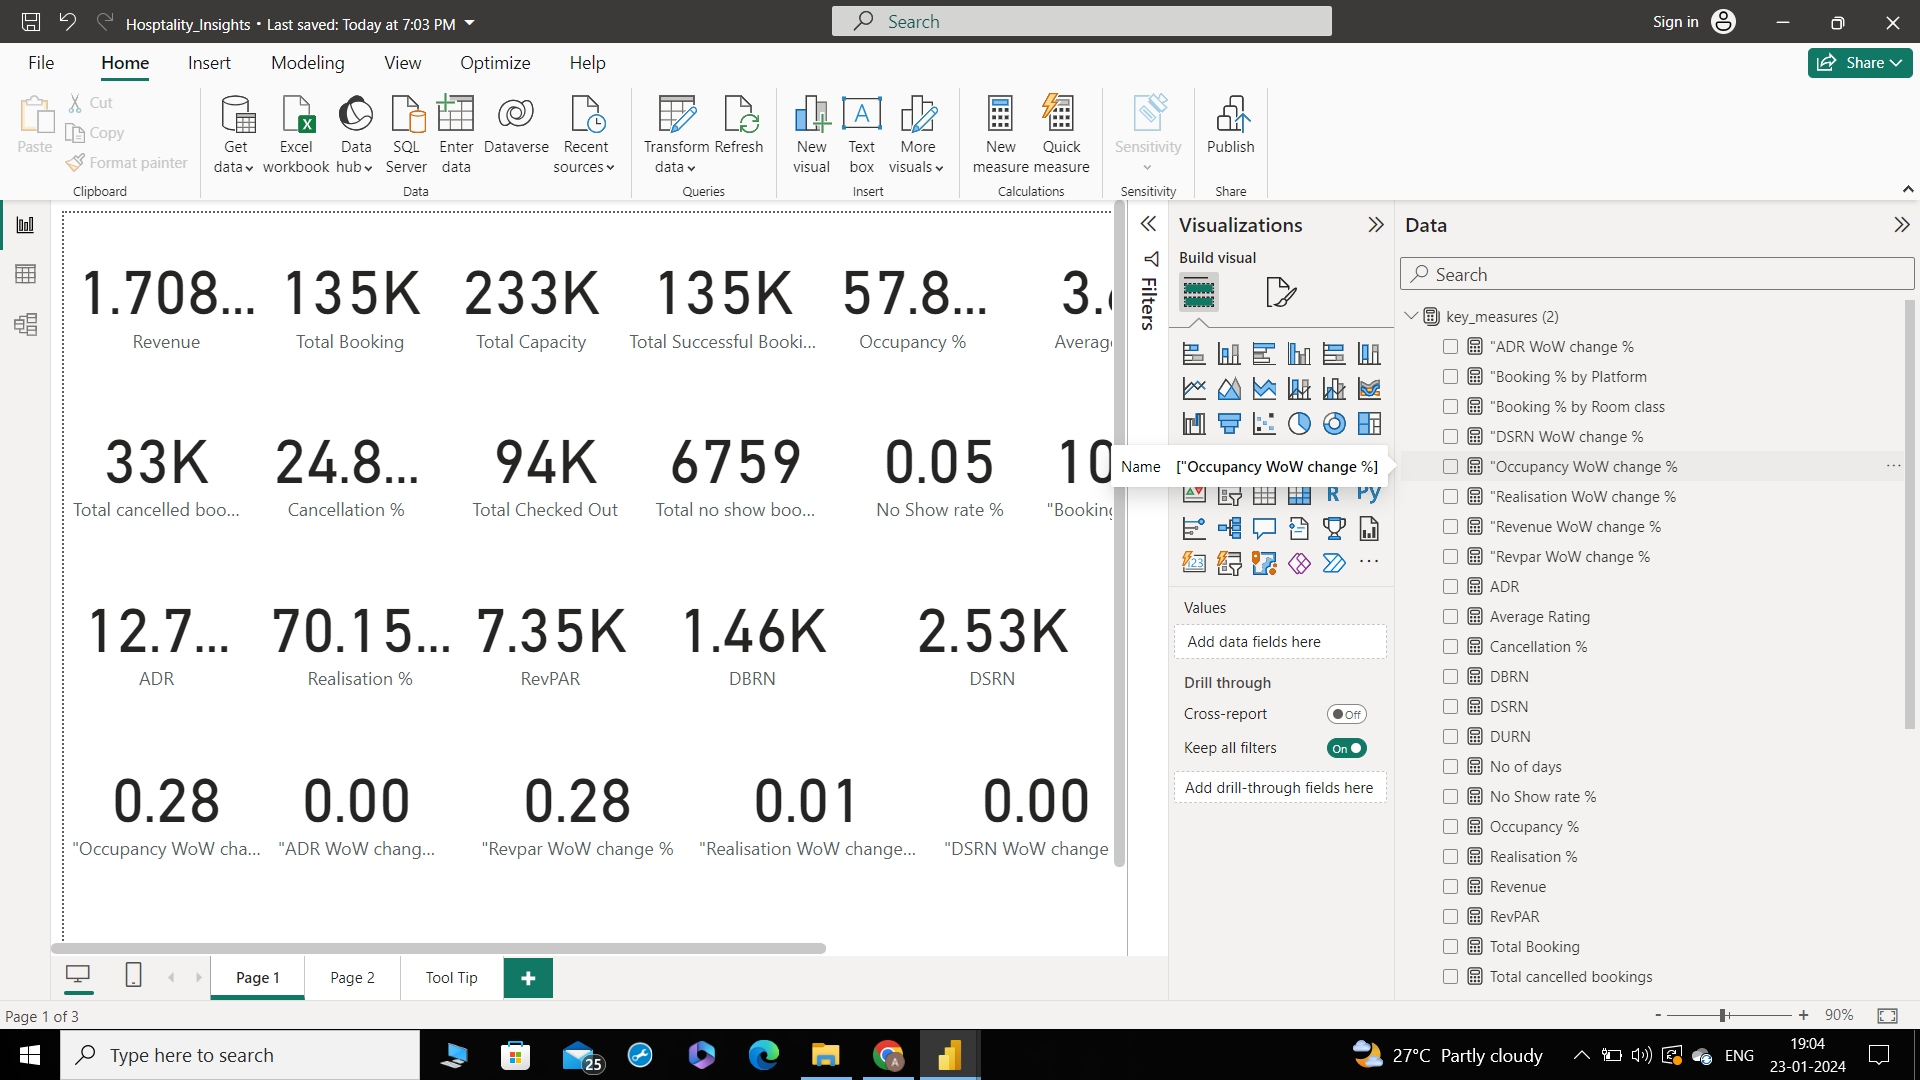 Hosptality_Insights • Last saved: Today at 7:03 PM
Search
Sign in
File
Home
Insert
Modeling
View
Optimize
Help
Share
Paste
Cut
Copy
Format painter
Clipboard
Get data
Excel workbook
Data hub
SQL Server
Enter data
Dataverse
Recent sources
Data
Transform data
Refresh
Queries
New visual
Text box
More visuals
Insert
New measure
Quick measure
Calculations
Sensitivity
Sensitivity
Publish
Share
1.708...
Revenue
135K
Total Booking
233K
Total Capacity
135K
Total Successful Booki...
57.8...
Occupancy %
3.6
Average
33K
Total cancelled boo...
24.8...
Cancellation %
94K
Total Checked Out
6759
Total no show boo...
0.05
No Show rate %
10
"Booking
12.7...
ADR
70.15...
Realisation %
7.35K
RevPAR
1.46K
DBRN
2.53K
DSRN
0.28
"Occupancy WoW cha...
0.00
"ADR WoW chang...
0.28
"Revpar WoW change %
0.01
"Realisation WoW change...
0.00
"DSRN WoW change
Filters
Visualizations
Build visual
Name ["Occupancy WoW change %]
R
Py
123
Values
Add data fields here
Drill through
Cross-report
Off
Keep all filters
On
Add drill-through fields here
Data
Search
key_measures (2)
"ADR WoW change %
"Booking % by Platform
"Booking % by Room class
"DSRN WoW change %
"Occupancy WoW change %
"Realisation WoW change %
"Revenue WoW change %
"Revpar WoW change %
ADR
Average Rating
Cancellation %
DBRN
DSRN
DURN
No of days
No Show rate %
Occupancy %
Realisation %
Revenue
RevPAR
Total Booking
Total cancelled bookings
Page 1
Page 2
Tool Tip
+
Page 1 of 3
- + 90%
Type here to search
25
A
27°C Partly cloudy
ENG
19:04
23-01-2024